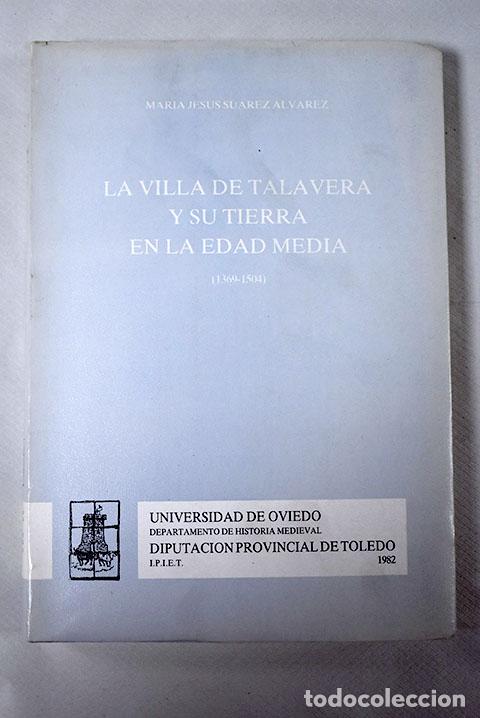 MARIA JESUS SUAREZ ALVAREZ
LA VILLA DE TALAVERA
Y SU TIERRA
EN LA EDAD MEDIA
(1369-1504)
UNIVERSIDAD DE OVIEDO
DEPARTAMENTO DE HISTORIA MEDIEVAL
DIPUTACION PROVINCIAL DE TOLEDO
I.P.I.E.T. 1982
todocoleccion